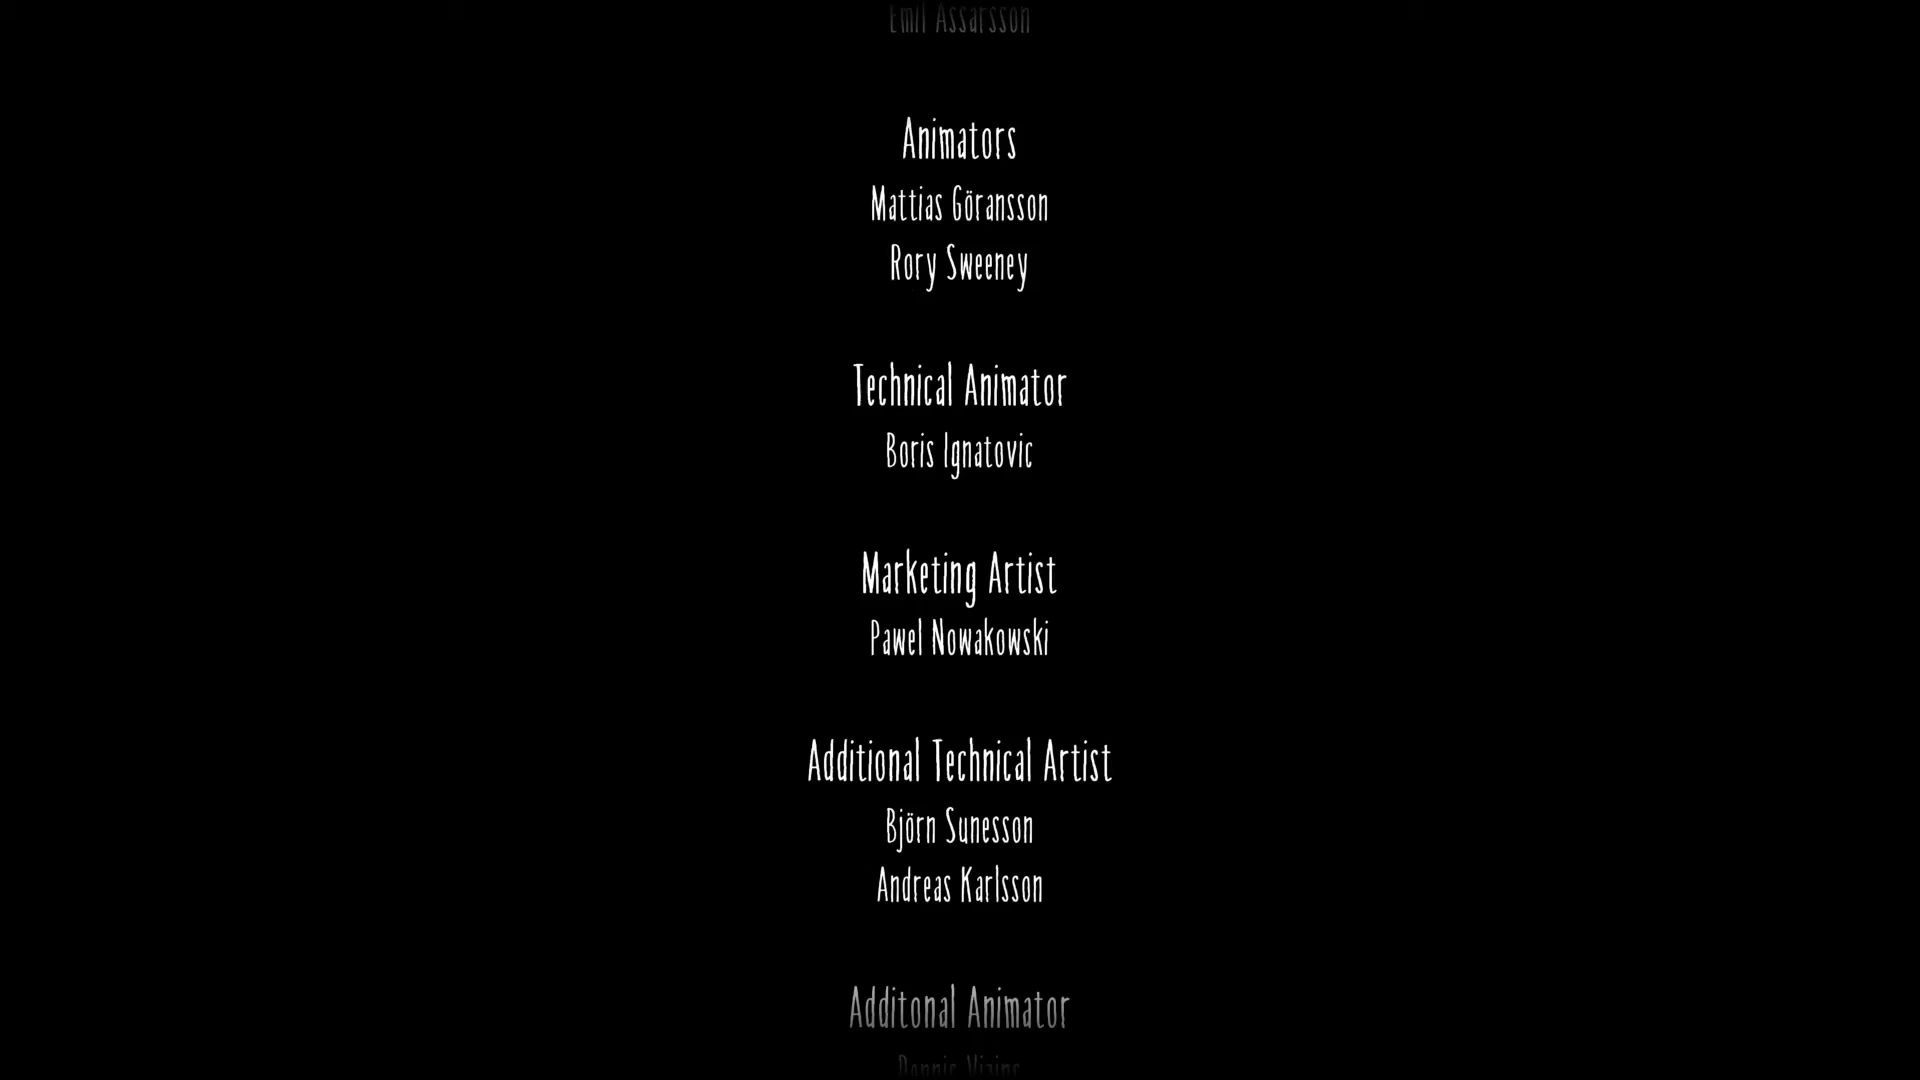 Emil Assarsson
Animators
Mattias Göransson
Rory Sweeney
Technical Animator
Boris Ignatovic
Marketing Artist
Pawel Nowakowski
Additional Technical Artist
Björn Sunesson
Andreas Karlsson
Additonal Animator